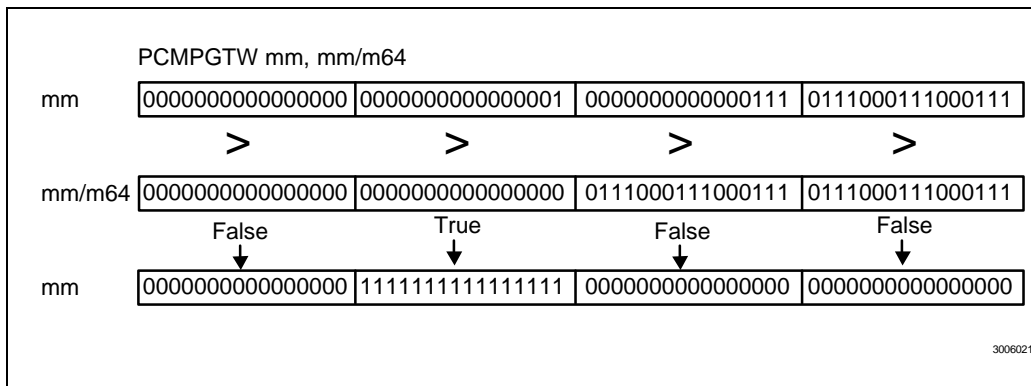 PCMPGTW mm, mm/m64
mm 0000000000000000 0000000000000001 0000000000000111 0111000111000111
> > > >
mm/m64 0000000000000000 0000000000000000 0111000111000111 0111000111000111
False True False False
mm 0000000000000000 1111111111111111 0000000000000000 0000000000000000
3006021